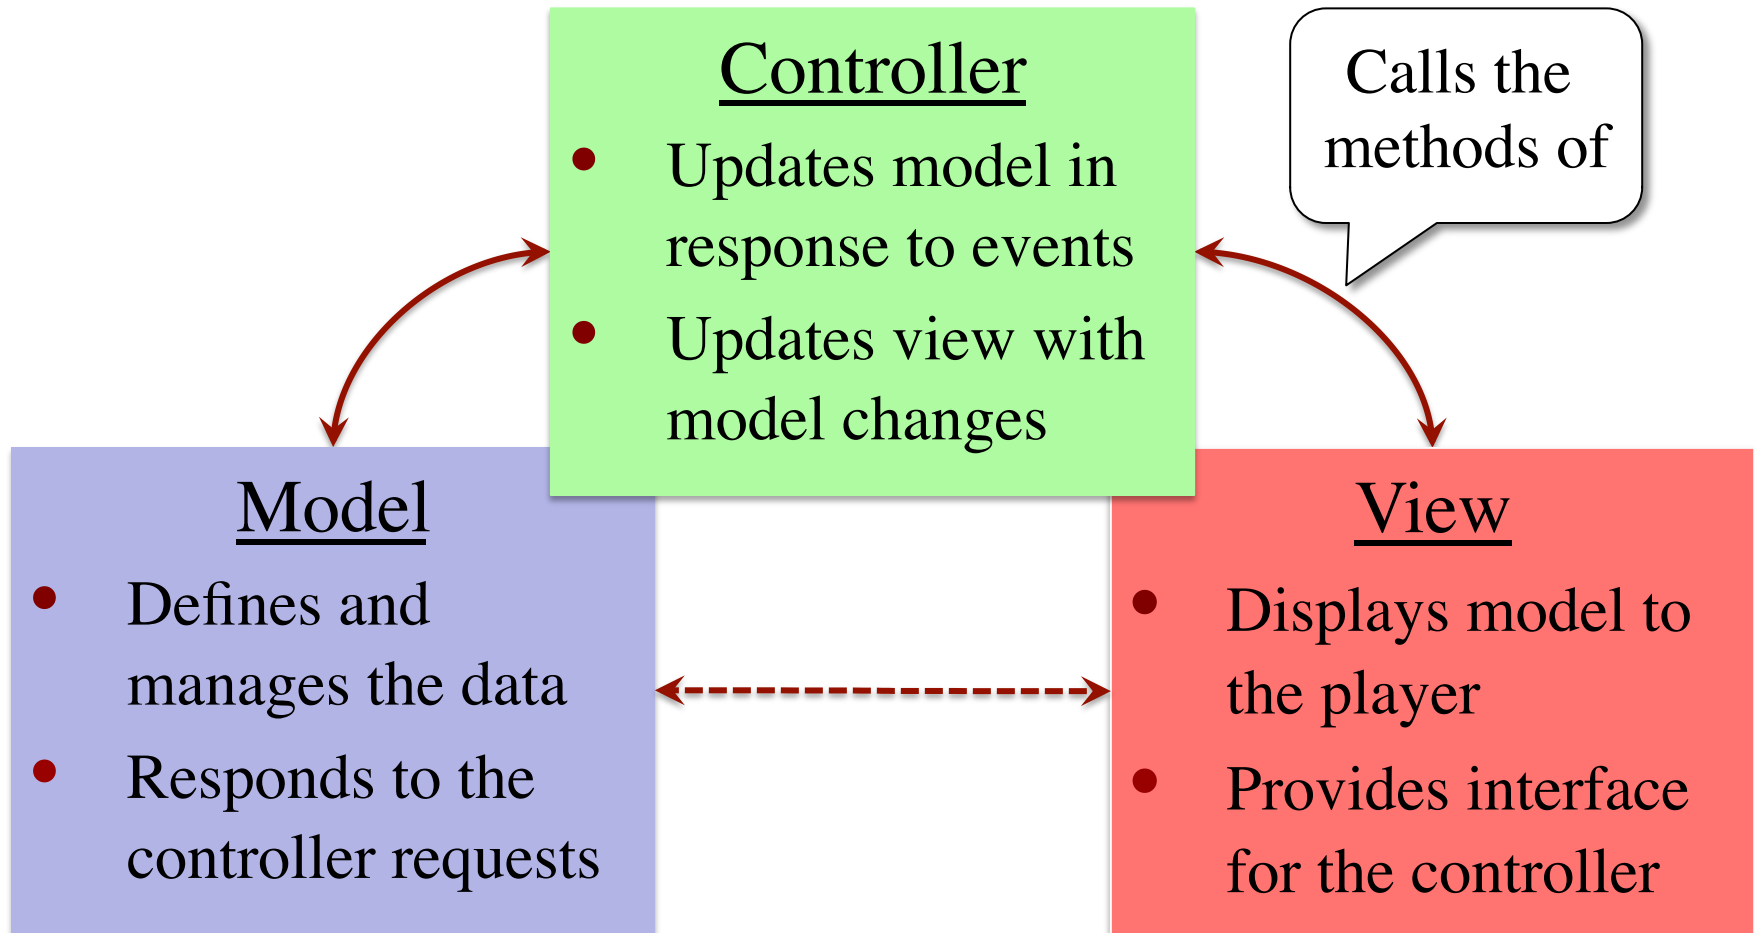 Controller
• Updates model in
response to events
• Updates view with
model changes
Calls the
methods of
Model
• Defines and
manages the data
• Responds to the
controller requests
View
• Displays model to
the player
• Provides interface
for the controller